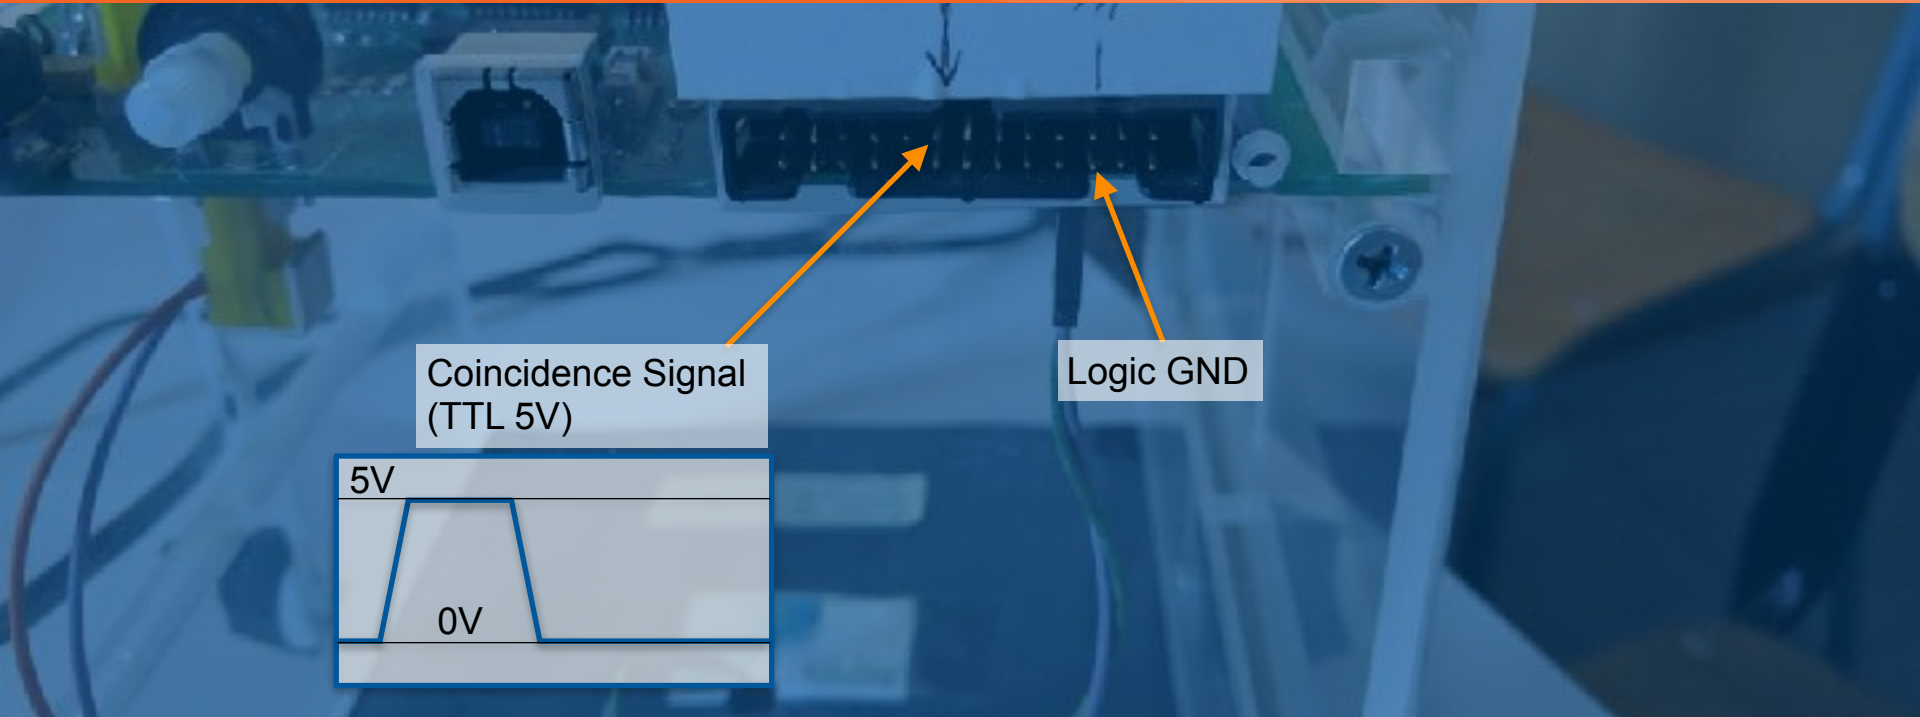 Coincidence Signal
(TTL 5V)
Logic GND
5V
0V